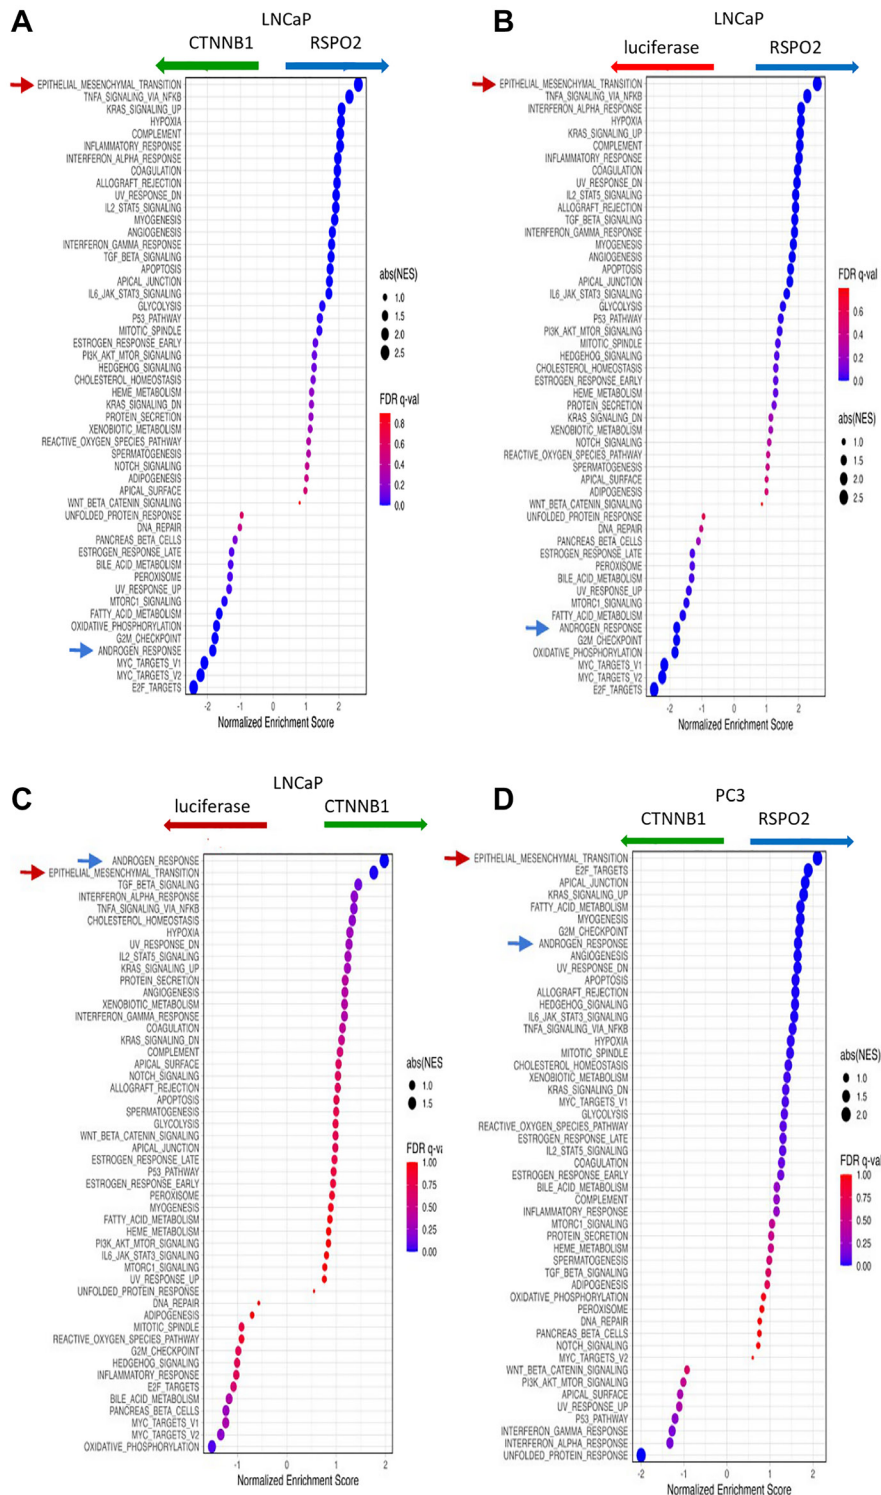 A
LNCaP
CTNNB1 RSPO2
EPITHELIAL_MESENCHYMAL_TRANSITION
TNFA_SIGNALING_VIA_NFKB
KRAS_SIGNALING_UP
HYPOXIA
COMPLEMENT
INFLAMMATORY_RESPONSE
INTERFERON_ALPHA_RESPONSE
COAGULATION
ALLOGRAFT_REJECTION
UV_RESPONSE_DN
IL2_STAT5_SIGNALING
MYOGENESIS
ANGIOGENESIS
INTERFERON_GAMMA_RESPONSE
TGF_BETA_SIGNALING
APOPTOSIS
APICAL_JUNCTION
IL6_JAK_STAT3_SIGNALING
GLYCOLYSIS
P53_PATHWAY
MITOTIC_SPINDLE
ESTROGEN_RESPONSE_EARLY
PI3K_AKT_MTOR_SIGNALING
HEDGEHOG_SIGNALING
CHOLESTEROL_HOMEOSTASIS
HEME_METABOLISM
KRAS_SIGNALING_DN
PROTEIN_SECRETION
XENOBIOTIC_METABOLISM
REACTIVE_OXYGEN_SPECIES_PATHWAY
SPERMATOGENESIS
NOTCH_SIGNALING
ADIPOGENESIS
APICAL_SURFACE
WNT_BETA_CATENIN_SIGNALING
UNFOLDED_PROTEIN_RESPONSE
DNA_REPAIR
PANCREAS_BETA_CELLS
ESTROGEN_RESPONSE_LATE
BILE_ACID_METABOLISM
PEROXISOME
UV_RESPONSE_UP
MTORC1_SIGNALING
FATTY_ACID_METABOLISM
OXIDATIVE_PHOSPHORYLATION
G2M_CHECKPOINT
ANDROGEN_RESPONSE
MYC_TARGETS_V1
MYC_TARGETS_V2
E2F_TARGETS
-2 -1 0 1 2
Normalized Enrichment Score
abs(NES)
1.0
1.5
2.0
2.5
FDR q-val
0.8
0.6
0.4
0.2
0.0
B
LNCaP
luciferase RSPO2
EPITHELIAL_MESENCHYMAL_TRANSITION
TNFA_SIGNALING_VIA_NFKB
INTERFERON_ALPHA_RESPONSE
HYPOXIA
KRAS_SIGNALING_UP
COMPLEMENT
INFLAMMATORY_RESPONSE
COAGULATION
UV_RESPONSE_DN
IL2_STAT5_SIGNALING
ALLOGRAFT_REJECTION
TGF_BETA_SIGNALING
INTERFERON_GAMMA_RESPONSE
MYOGENESIS
ANGIOGENESIS
APOPTOSIS
APICAL_JUNCTION
IL6_JAK_STAT3_SIGNALING
GLYCOLYSIS
P53_PATHWAY
PI3K_AKT_MTOR_SIGNALING
MITOTIC_SPINDLE
HEDGEHOG_SIGNALING
CHOLESTEROL_HOMEOSTASIS
ESTROGEN_RESPONSE_EARLY
HEME_METABOLISM
PROTEIN_SECRETION
KRAS_SIGNALING_DN
XENOBIOTIC_METABOLISM
NOTCH_SIGNALING
REACTIVE_OXYGEN_SPECIES_PATHWAY
SPERMATOGENESIS
APICAL_SURFACE
ADIPOGENESIS
WNT_BETA_CATENIN_SIGNALING
UNFOLDED_PROTEIN_RESPONSE
DNA_REPAIR
PANCREAS_BETA_CELLS
ESTROGEN_RESPONSE_LATE
PEROXISOME
BILE_ACID_METABOLISM
UV_RESPONSE_UP
MTORC1_SIGNALING
FATTY_ACID_METABOLISM
ANDROGEN_RESPONSE
G2M_CHECKPOINT
OXIDATIVE_PHOSPHORYLATION
MYC_TARGETS_V1
MYC_TARGETS_V2
E2F_TARGETS
-2 -1 0 1 2
Normalized Enrichment Score
FDR q-val
0.6
0.4
0.2
0.0
abs(NES)
1.0
1.5
2.0
2.5
C
LNCaP
luciferase CTNNB1
ANDROGEN_RESPONSE
EPITHELIAL_MESENCHYMAL_TRANSITION
TGF_BETA_SIGNALING
INTERFERON_ALPHA_RESPONSE
TNFA_SIGNALING_VIA_NFKB
CHOLESTEROL_HOMEOSTASIS
HYPOXIA
UV_RESPONSE_DN
IL2_STAT5_SIGNALING
KRAS_SIGNALING_UP
PROTEIN_SECRETION
ANGIOGENESIS
XENOBIOTIC_METABOLISM
INTERFERON_GAMMA_RESPONSE
COAGULATION
KRAS_SIGNALING_DN
COMPLEMENT
APICAL_SURFACE
NOTCH_SIGNALING
ALLOGRAFT_REJECTION
APOPTOSIS
SPERMATOGENESIS
GLYCOLYSIS
WNT_BETA_CATENIN_SIGNALING
APICAL_JUNCTION
ESTROGEN_RESPONSE_LATE
P53_PATHWAY
ESTROGEN_RESPONSE_EARLY
PEROXISOME
MYOGENESIS
FATTY_ACID_METABOLISM
HEME_METABOLISM
PI3K_AKT_MTOR_SIGNALING
IL6_JAK_STAT3_SIGNALING
MTORC1_SIGNALING
UV_RESPONSE_UP
UNFOLDED_PROTEIN_RESPONSE
DNA_REPAIR
ADIPOGENESIS
MITOTIC_SPINDLE
REACTIVE_OXYGEN_SPECIES_PATHWAY
G2M_CHECKPOINT
HEDGEHOG_SIGNALING
INFLAMMATORY_RESPONSE
E2F_TARGETS
BILE_ACID_METABOLISM
PANCREAS_BETA_CELLS
MYC_TARGETS_V1
MYC_TARGETS_V2
OXIDATIVE_PHOSPHORYLATION
-1 0 1 2
Normalized Enrichment Score
abs(NES
1.0
1.5
FDR q-va
1.00
0.75
0.50
0.25
0.00
D
PC3
CTNNB1 RSPO2
EPITHELIAL_MESENCHYMAL_TRANSITION
E2F_TARGETS
APICAL_JUNCTION
KRAS_SIGNALING_UP
FATTY_ACID_METABOLISM
MYOGENESIS
G2M_CHECKPOINT
ANDROGEN_RESPONSE
ANGIOGENESIS
UV_RESPONSE_DN
APOPTOSIS
ALLOGRAFT_REJECTION
HEDGEHOG_SIGNALING
IL6_JAK_STAT3_SIGNALING
TNFA_SIGNALING_VIA_NFKB
HYPOXIA
MITOTIC_SPINDLE
CHOLESTEROL_HOMEOSTASIS
XENOBIOTIC_METABOLISM
KRAS_SIGNALING_DN
MYC_TARGETS_V1
GLYCOLYSIS
REACTIVE_OXYGEN_SPECIES_PATHWAY
ESTROGEN_RESPONSE_LATE
IL2_STAT5_SIGNALING
COAGULATION
ESTROGEN_RESPONSE_EARLY
BILE_ACID_METABOLISM
COMPLEMENT
INFLAMMATORY_RESPONSE
MTORC1_SIGNALING
PROTEIN_SECRETION
HEME_METABOLISM
SPERMATOGENESIS
TGF_BETA_SIGNALING
ADIPOGENESIS
OXIDATIVE_PHOSPHORYLATION
PEROXISOME
DNA_REPAIR
PANCREAS_BETA_CELLS
NOTCH_SIGNALING
MYC_TARGETS_V2
WNT_BETA_CATENIN_SIGNALING
PI3K_AKT_MTOR_SIGNALING
APICAL_SURFACE
UV_RESPONSE_UP
P53_PATHWAY
INTERFERON_GAMMA_RESPONSE
INTERFERON_ALPHA_RESPONSE
UNFOLDED_PROTEIN_RESPONSE
-2 -1 0 1 2
Normalized Enrichment Score
abs(NES)
1.0
1.5
2.0
FDR q-val
1.00
0.75
0.50
0.25
0.00